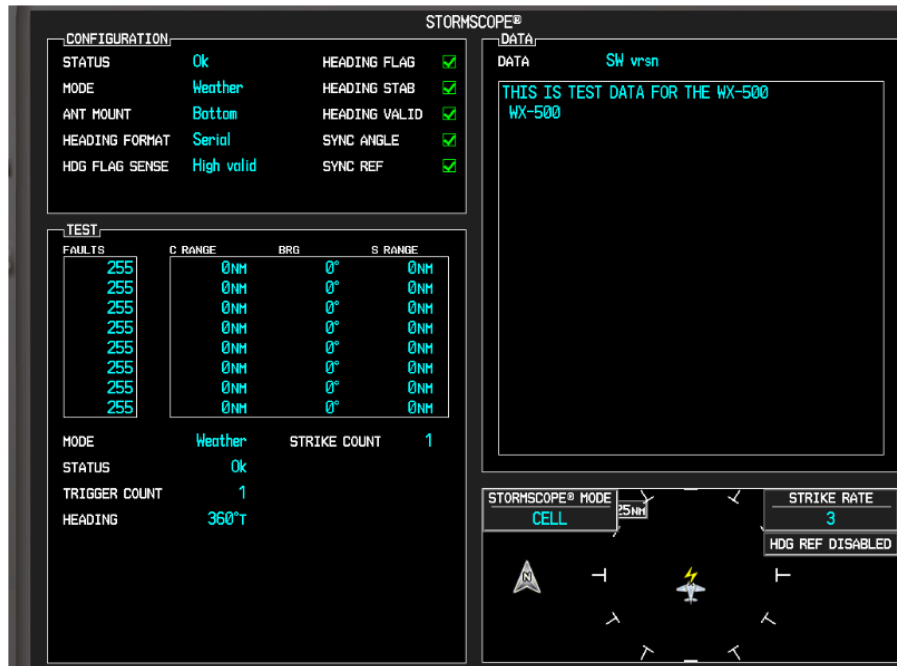 STORMSCOPE®
CONFIGURATION
STATUS Ok HEADING FLAG
MODE Weather HEADING STAB
ANT MOUNT Bottom HEADING VALID
HEADING FORMAT Serial SYNC ANGLE
HDG FLAG SENSE High valid SYNC REF
TEST
FAULTS C RANGE BRG S RANGE
255 0NM 0° 0NM
255 0NM 0° 0NM
255 0NM 0° 0NM
255 0NM 0° 0NM
255 0NM 0° 0NM
255 0NM 0° 0NM
255 0NM 0° 0NM
255 0NM 0° 0NM
MODE Weather STRIKE COUNT 1
STATUS Ok
TRIGGER COUNT 1
HEADING 360°T
DATA
DATA SW vrsn
THIS IS TEST DATA FOR THE WX-500
WX-500
STORMSCOPE® MODE
CELL
25NM
STRIKE RATE
3
HDG REF DISABLED
N